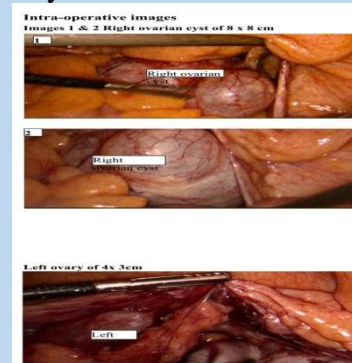 Intra-operative images
Images 1 & 2 Right ovarian cyst of 8 x 8 cm
1
Right ovarian
cyst
2
Right
ovarian cyst
Left ovary of 4x 3cm
Left